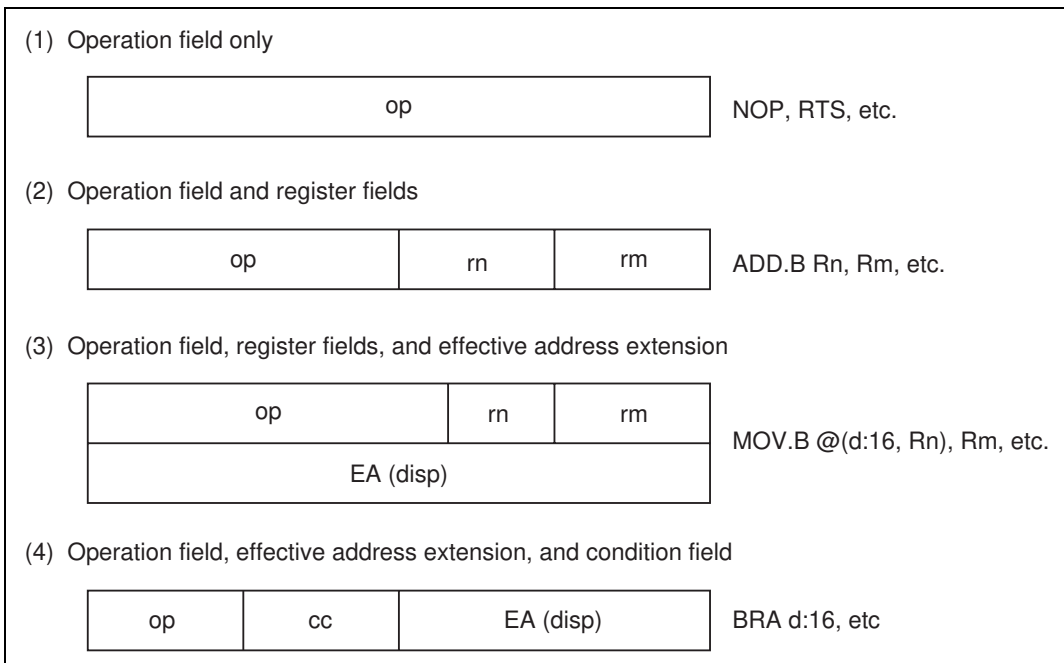 (1) Operation field only
op
NOP, RTS, etc.
(2) Operation field and register fields
op rn rm
ADD.B Rn, Rm, etc.
(3) Operation field, register fields, and effective address extension
op rn rm
EA (disp)
MOV.B @(d:16, Rn), Rm, etc.
(4) Operation field, effective address extension, and condition field
op cc EA (disp)
BRA d:16, etc